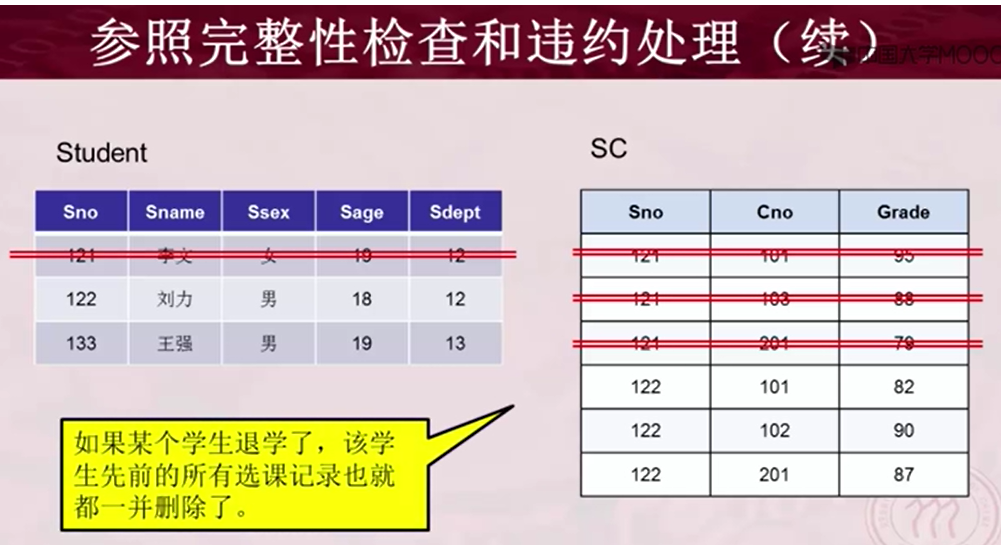 参照完整性检查和违约处理（续）
中国大学MOOC
Student
SC
Sno Sname Ssex Sage Sdept
121 李文 女 19 12
122 刘力 男 18 12
133 王强 男 19 13
Sno Cno Grade
121 101 95
121 103 88
121 201 79
122 101 82
122 102 90
122 201 87
如果某个学生退学了，该学
生先前的所有选课记录也就
都一并删除了。